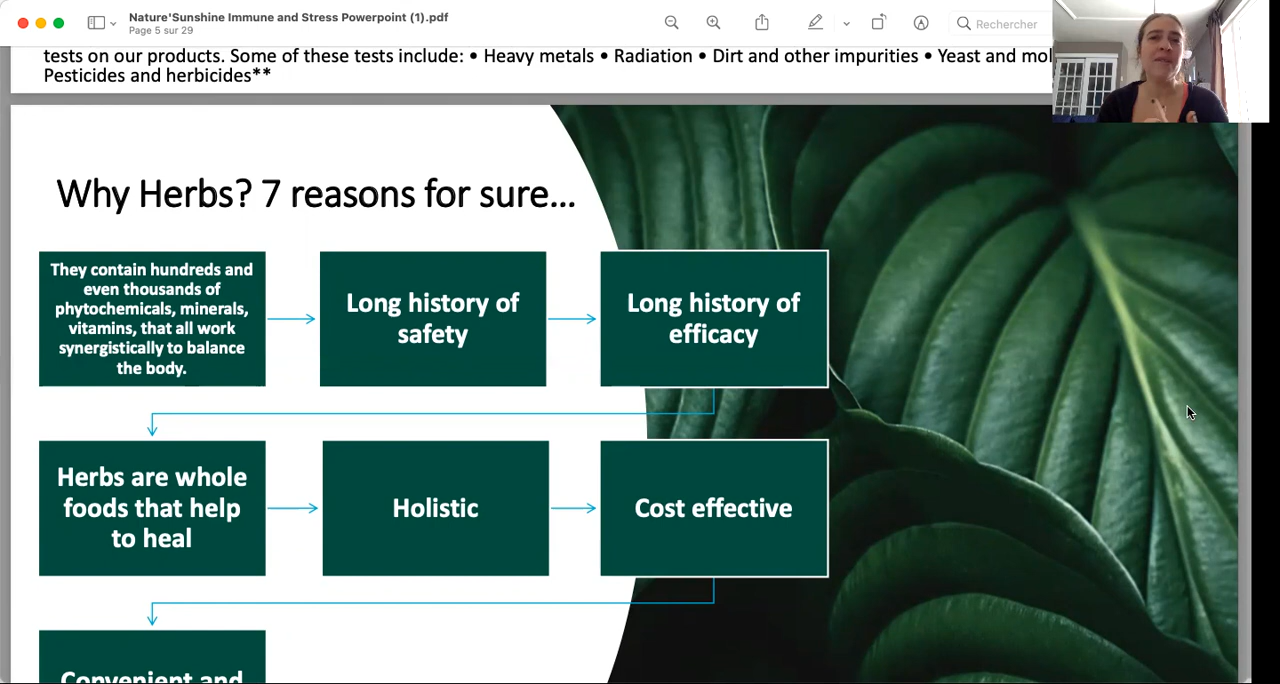 Nature'Sunshine Immune and Stress Powerpoint (1).pdf
Page 5 sur 29
Rechercher
tests on our products. Some of these tests include: • Heavy metals • Radiation • Dirt and other impurities • Yeast and
Pesticides and herbicides**
Why Herbs? 7 reasons for sure...
They contain hundreds and
even thousands of
phytochemicals, minerals,
vitamins, that all work
synergistically to balance
the body.
Long history of
safety
Long history of
efficacy
Herbs are whole
foods that help
to heal
Holistic
Cost effective
Convenient and